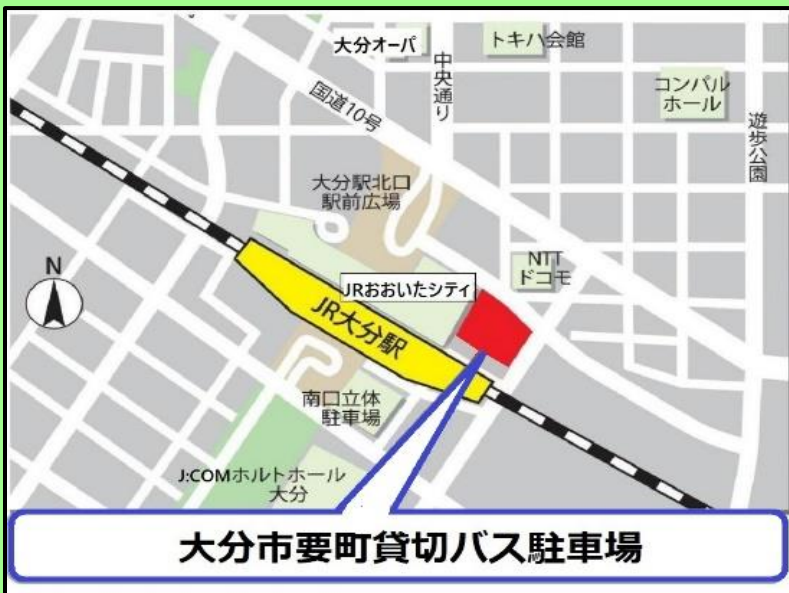 大分オーパ
トキハ会館
中央通り
国道10号
コンパル
ホール
遊歩公園
大分駅北口
駅前広場
NTT
ドコモ
N
JRおおいたシティ
JR大分駅
南口立体
駐車場
J:COMホルトホール
大分
大分市要町貸切バス駐車場